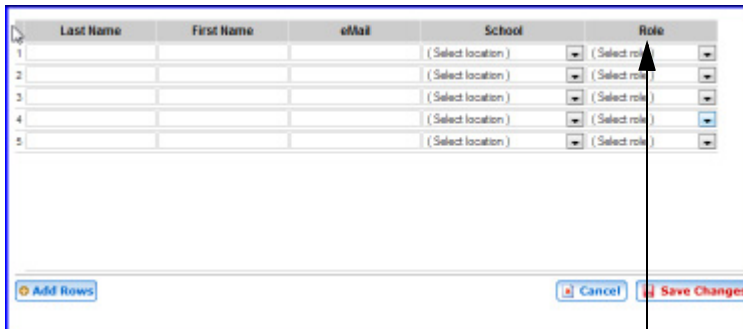 Last Name First Name eMail School Role
1 ( Select location ) ( Select role )
2 ( Select location ) ( Select role )
3 ( Select location ) ( Select role )
4 ( Select location ) ( Select role )
5 ( Select location ) ( Select role )
Add Rows Cancel Save Changes